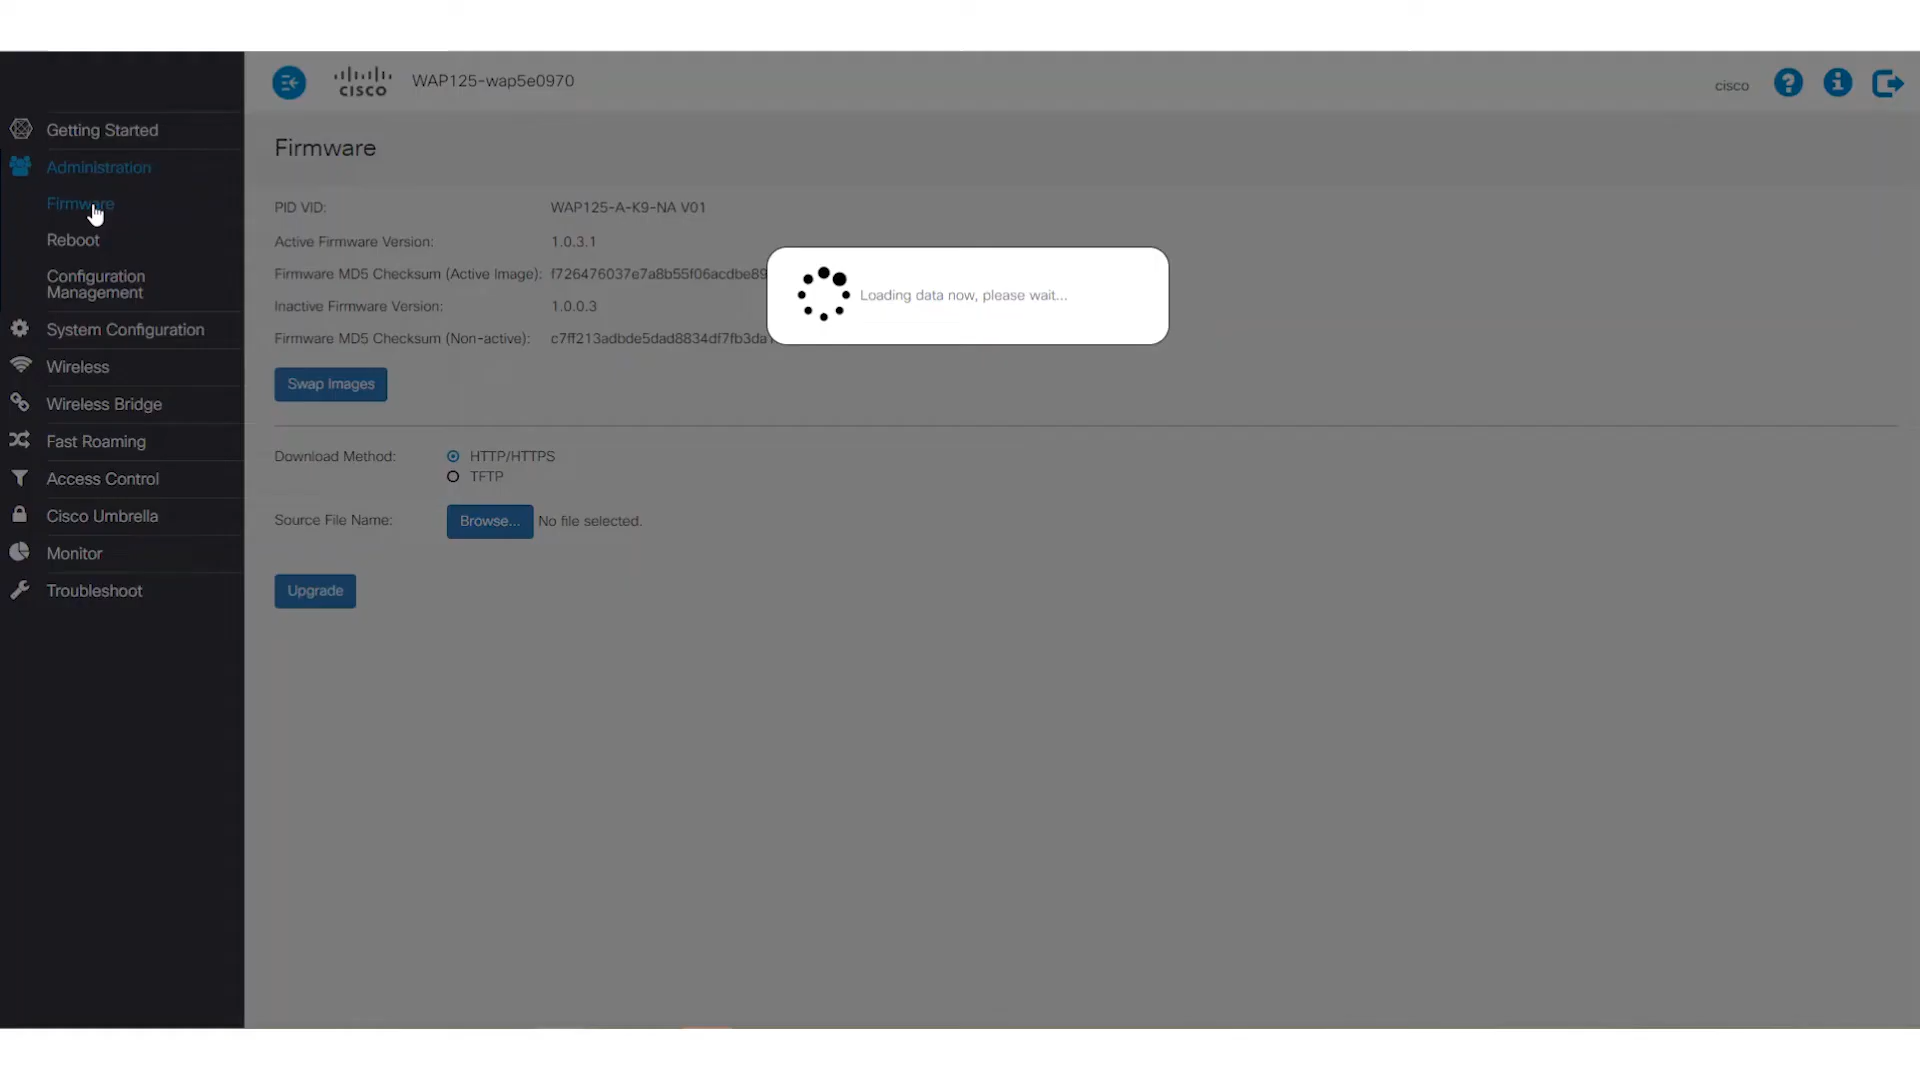 cisco
WAP125-wap5e0970
cisco
Getting Started
Administration
Firmware
Reboot
Configuration
Management
System Configuration
Wireless
Wireless Bridge
Fast Roaming
Access Control
Cisco Umbrella
Monitor
Troubleshoot
Firmware
PID VID: WAP125-A-K9-NA V01
Active Firmware Version: 1.0.3.1
Firmware MD5 Checksum (Active Image): f726476037e7a8b55f06acdbe89
Inactive Firmware Version: 1.0.0.3
Firmware MD5 Checksum (Non-active): c7ff213adbde5dad8834df7fb3da
Loading data now, please wait...
Swap Images
Download Method: HTTP/HTTPS
TFTP
Source File Name: Browse... No file selected.
Upgrade